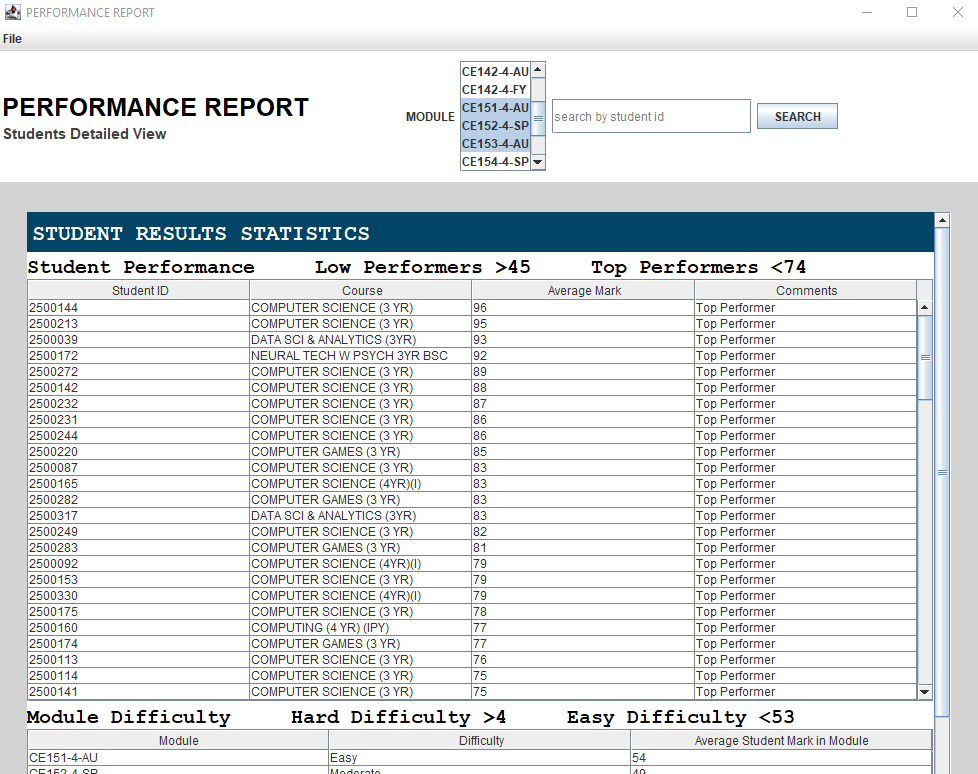 PERFORMANCE REPORT
File
CE142-4-AU
CE142-4-FY
PERFORMANCE REPORT
CE151-4-AU
MODULE
search by student id
SEARCH
CE152-4-SP
Students Detailed View
CE153-4-AU
CE154-4-SP
STUDENT RESULTS STATISTICS
Student Performance Low Performers >45 Top Performers <74
Student ID Course Average Mark Comments
2500144 COMPUTER SCIENCE (3 YR) 96 Top Performer
2500213 COMPUTER SCIENCE (3 YR) 95 Top Performer
2500039 DATA SCI & ANALYTICS (3YR) 93 Top Performer
2500172 NEURAL TECH W PSYCH 3YR BSC 92 Top Performer
2500272 COMPUTER SCIENCE (3 YR) 89 Top Performer
2500142 COMPUTER SCIENCE (3 YR) 88 Top Performer
2500232 COMPUTER SCIENCE (3 YR) 87 Top Performer
2500231 COMPUTER SCIENCE (3 YR) 86 Top Performer
2500244 COMPUTER SCIENCE (3 YR) 86 Top Performer
2500220 COMPUTER GAMES (3 YR) 85 Top Performer
2500087 COMPUTER SCIENCE (3 YR) 83 Top Performer
2500165 COMPUTER SCIENCE (4YR)(I) 83 Top Performer
2500282 COMPUTER GAMES (3 YR) 83 Top Performer
2500317 DATA SCI & ANALYTICS (3YR) 83 Top Performer
2500249 COMPUTER SCIENCE (3 YR) 82 Top Performer
2500283 COMPUTER GAMES (3 YR) 81 Top Performer
2500092 COMPUTER SCIENCE (4YR)(I) 79 Top Performer
2500153 COMPUTER SCIENCE (3 YR) 79 Top Performer
2500330 COMPUTER SCIENCE (4YR)(I) 79 Top Performer
2500175 COMPUTER SCIENCE (3 YR) 78 Top Performer
2500160 COMPUTING (4 YR) (IPY) 77 Top Performer
2500174 COMPUTER GAMES (3 YR) 77 Top Performer
2500113 COMPUTER SCIENCE (3 YR) 76 Top Performer
2500114 COMPUTER SCIENCE (3 YR) 75 Top Performer
2500141 COMPUTER SCIENCE (3 YR) 75 Top Performer
Module Difficulty Hard Difficulty >4 Easy Difficulty <53
Module Difficulty Average Student Mark in Module
CE151-4-AU Easy 54
CE152-4-SP Moderate 49